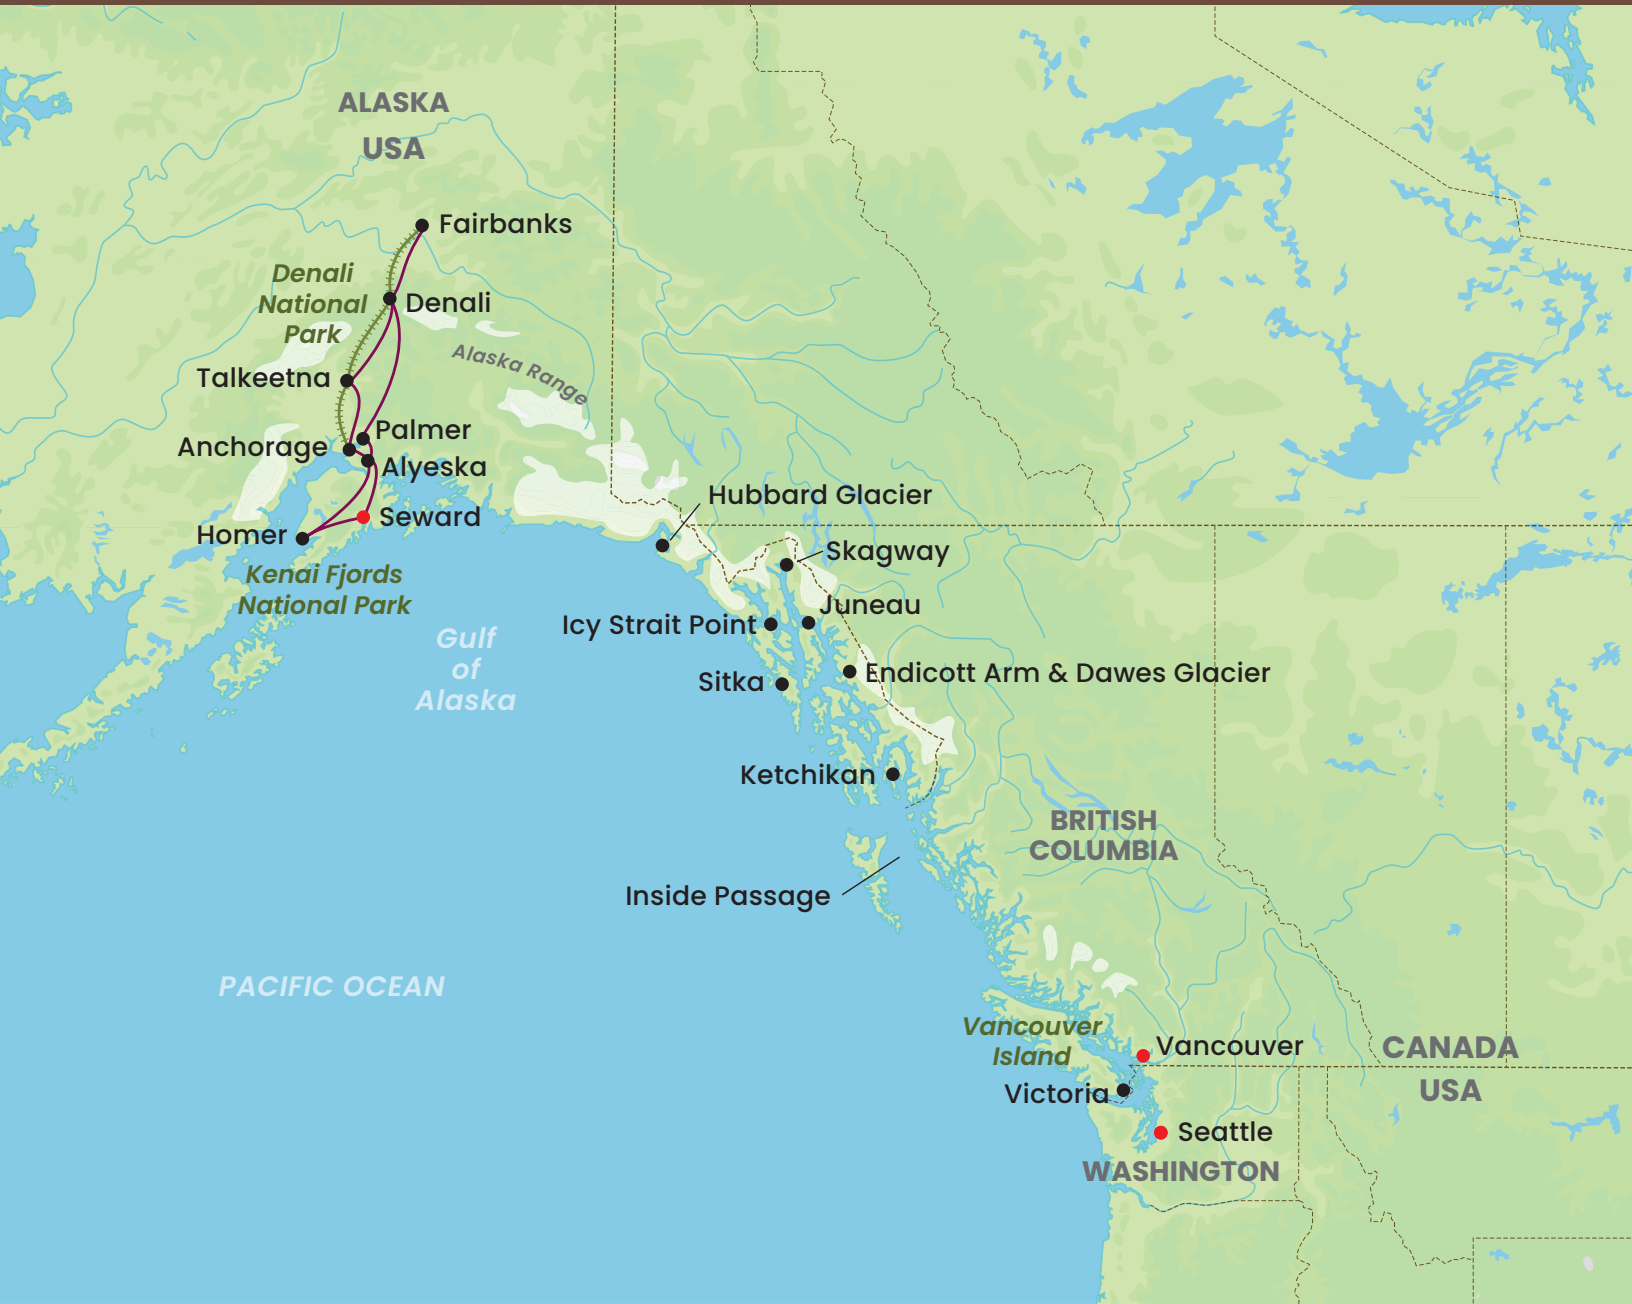 ALASKA
USA
Fairbanks
Denali
National
Park
Denali
Alaska Range
Talkeetna
Palmer
Anchorage
Alyeska
Seward
Homer
Kenai Fjords
National Park
Hubbard Glacier
Skagway
Juneau
Icy Strait Point
Gulf
of
Alaska
Endicott Arm & Dawes Glacier
Sitka
Ketchikan
BRITISH
COLUMBIA
Inside Passage
PACIFIC OCEAN
Vancouver
Island
Vancouver
CANADA
USA
Victoria
Seattle
WASHINGTON